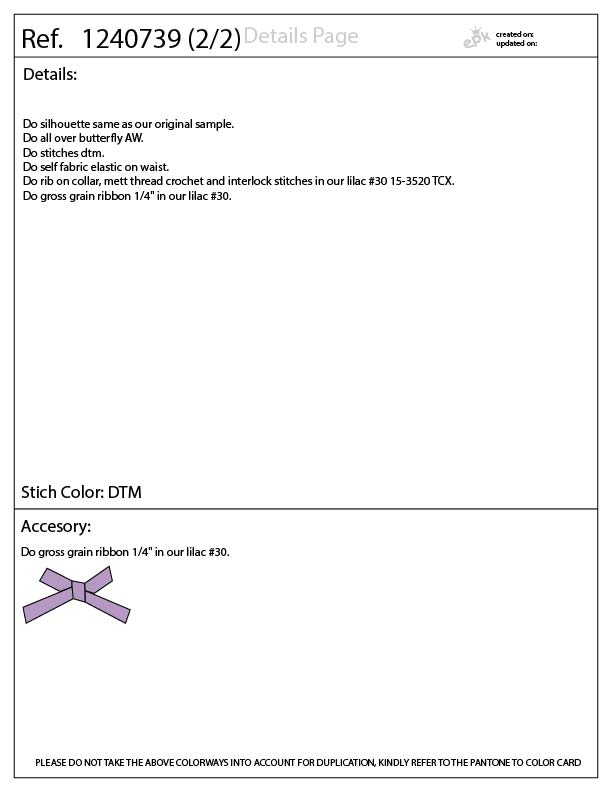 Ref. 1240739 (2/2) Details Page
epk
created on:
updated on:
Details:
Do silhouette same as our original sample.
Do all over butterfly AW.
Do stitches dtm.
Do self fabric elastic on waist.
Do rib on collar, mett thread crochet and interlock stitches in our lilac #30 15-3520 TCX.
Do gross grain ribbon 1/4" in our lilac #30.
Stich Color: DTM
Accesory:
Do gross grain ribbon 1/4" in our lilac #30.
PLEASE DO NOT TAKE THE ABOVE COLORWAYS INTO ACCOUNT FOR DUPLICATION, KINDLY REFER TO THE PANTONE TO COLOR CARD